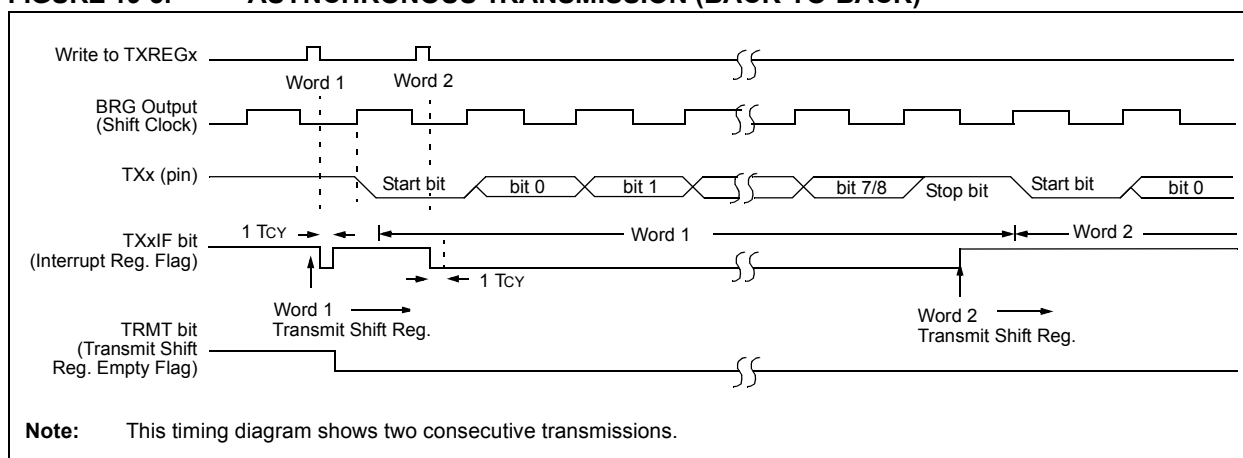 ASYNCHRONOUS TRANSMISSION (BACK-TO-BACK)
Write to TXREGx
Word 1
Word 2
BRG Output
(Shift Clock)
TXx (pin)
Start bit
bit 0
bit 1
bit 7/8
Stop bit
Start bit
bit 0
1 TCY
Word 1
Word 2
TXxIF bit
(Interrupt Reg. Flag)
1 TCY
Word 1
Transmit Shift Reg.
Word 2
Transmit Shift Reg.
TRMT bit
(Transmit Shift
Reg. Empty Flag)
Note: This timing diagram shows two consecutive transmissions.